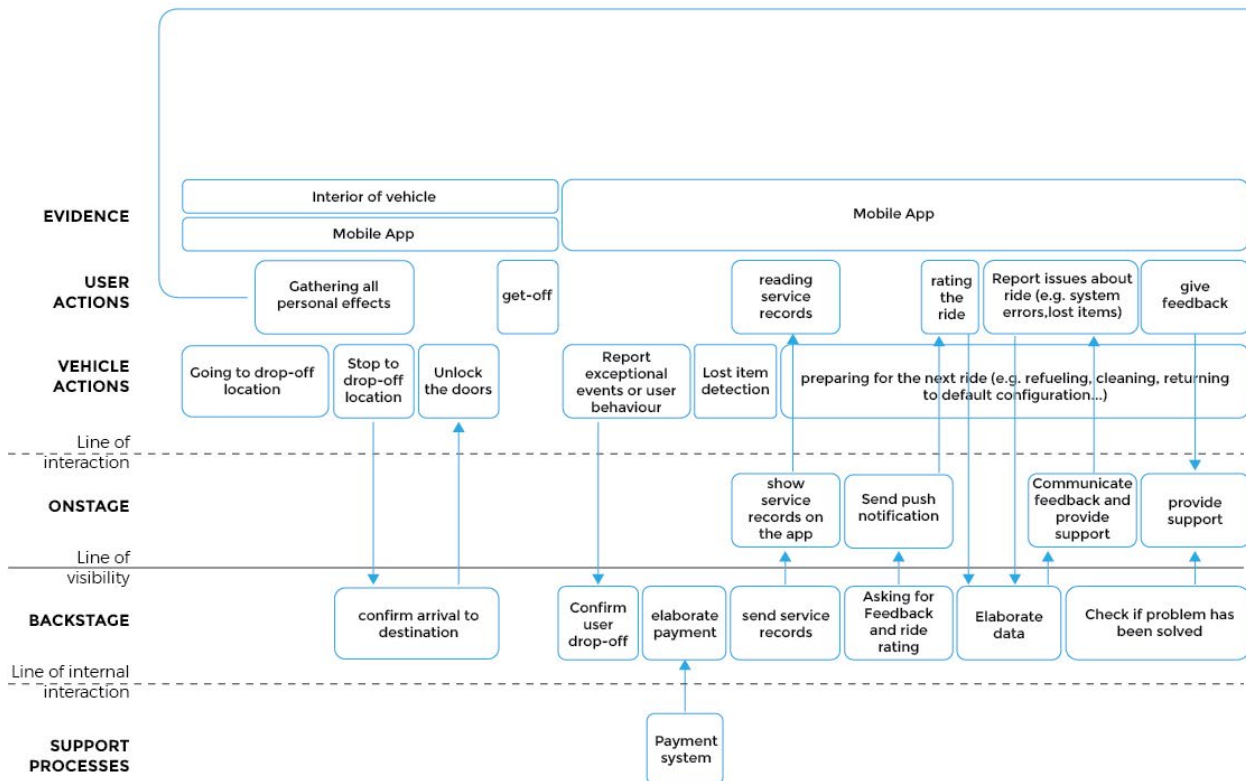 EVIDENCE
Interior of vehicle
Mobile App
Mobile App
USER
ACTIONS
Gathering all
personal effects
get-off
reading
service
records
rating
the
ride
Report issues about
ride (e.g. system
errors,lost items)
give
feedback
VEHICLE
ACTIONS
Going to drop-off
location
Stop to
drop-off
location
Unlock
the doors
Report
exceptional
events or user
behaviour
Lost item
detection
preparing for the next ride (e.g. refueling, cleaning, returning
to default configuration...)
Line of
interaction
ONSTAGE
show
service
records on
the app
Send push
notification
Communicate
feedback and
provide
support
provide
support
Line of
visibility
BACKSTAGE
confirm arrival to
destination
Confirm
user
drop-off
elaborate
payment
send service
records
Asking for
Feedback
and ride
rating
Elaborate
data
Check if problem has
been solved
Line of internal
interaction
SUPPORT
PROCESSES
Payment
system